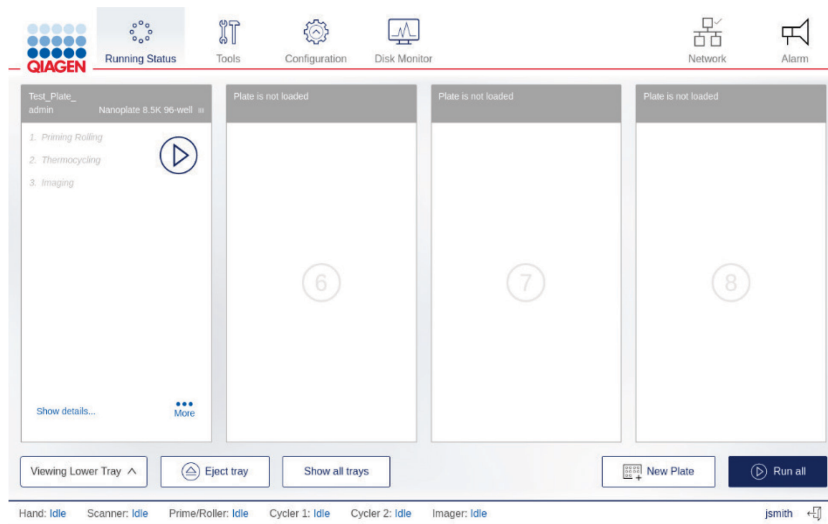 QIAGEN
Running Status
Tools
Configuration
Disk Monitor
Network
Alarm
Test_Plate_
admin Nanoplate 8.5K 96-well
Plate is not loaded
Plate is not loaded
Plate is not loaded
1. Priming Rolling
2. Thermocycling
3. Imaging
6
7
8
Show details...
More
Viewing Lower Tray
Eject tray
Show all trays
New Plate
Run all
Hand: Idle Scanner: Idle Prime/Roller: Idle Cycler 1: Idle Cycler 2: Idle Imager: Idle jsmith